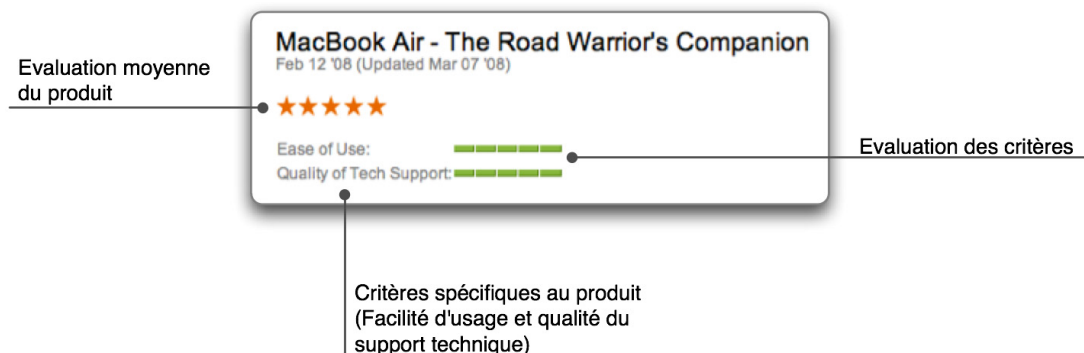 MacBook Air - The Road Warrior's Companion
Feb 12 '08 (Updated Mar 07 '08)
Evaluation moyenne
du produit
Ease of Use:
Quality of Tech Support:
Evaluation des critères
Critères spécifiques au produit
(Facilité d'usage et qualité du
support technique)